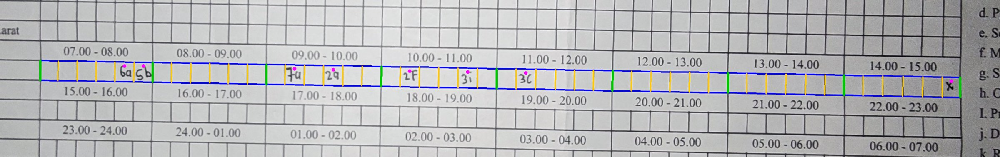 d. P
e. S
arat
07.00 - 08.00 08.00 - 09.00 09.00 - 10.00 10.00 - 11.00 11.00 - 12.00 12.00 - 13.00 13.00 - 14.00 14.00 - 15.00 f. M
6a 5b 7a 2a 2F 3i 3C x g. S
15.00 - 16.00 16.00 - 17.00 17.00 - 18.00 18.00 - 19.00 19.00 - 20.00 20.00 - 21.00 21.00 - 22.00 22.00 - 23.00 h. C
I. P
23.00 - 24.00 24.00 - 01.00 01.00 - 02.00 02.00 - 03.00 03.00 - 04.00 04.00 - 05.00 05.00 - 06.00 06.00 - 07.00 j. D
k. R